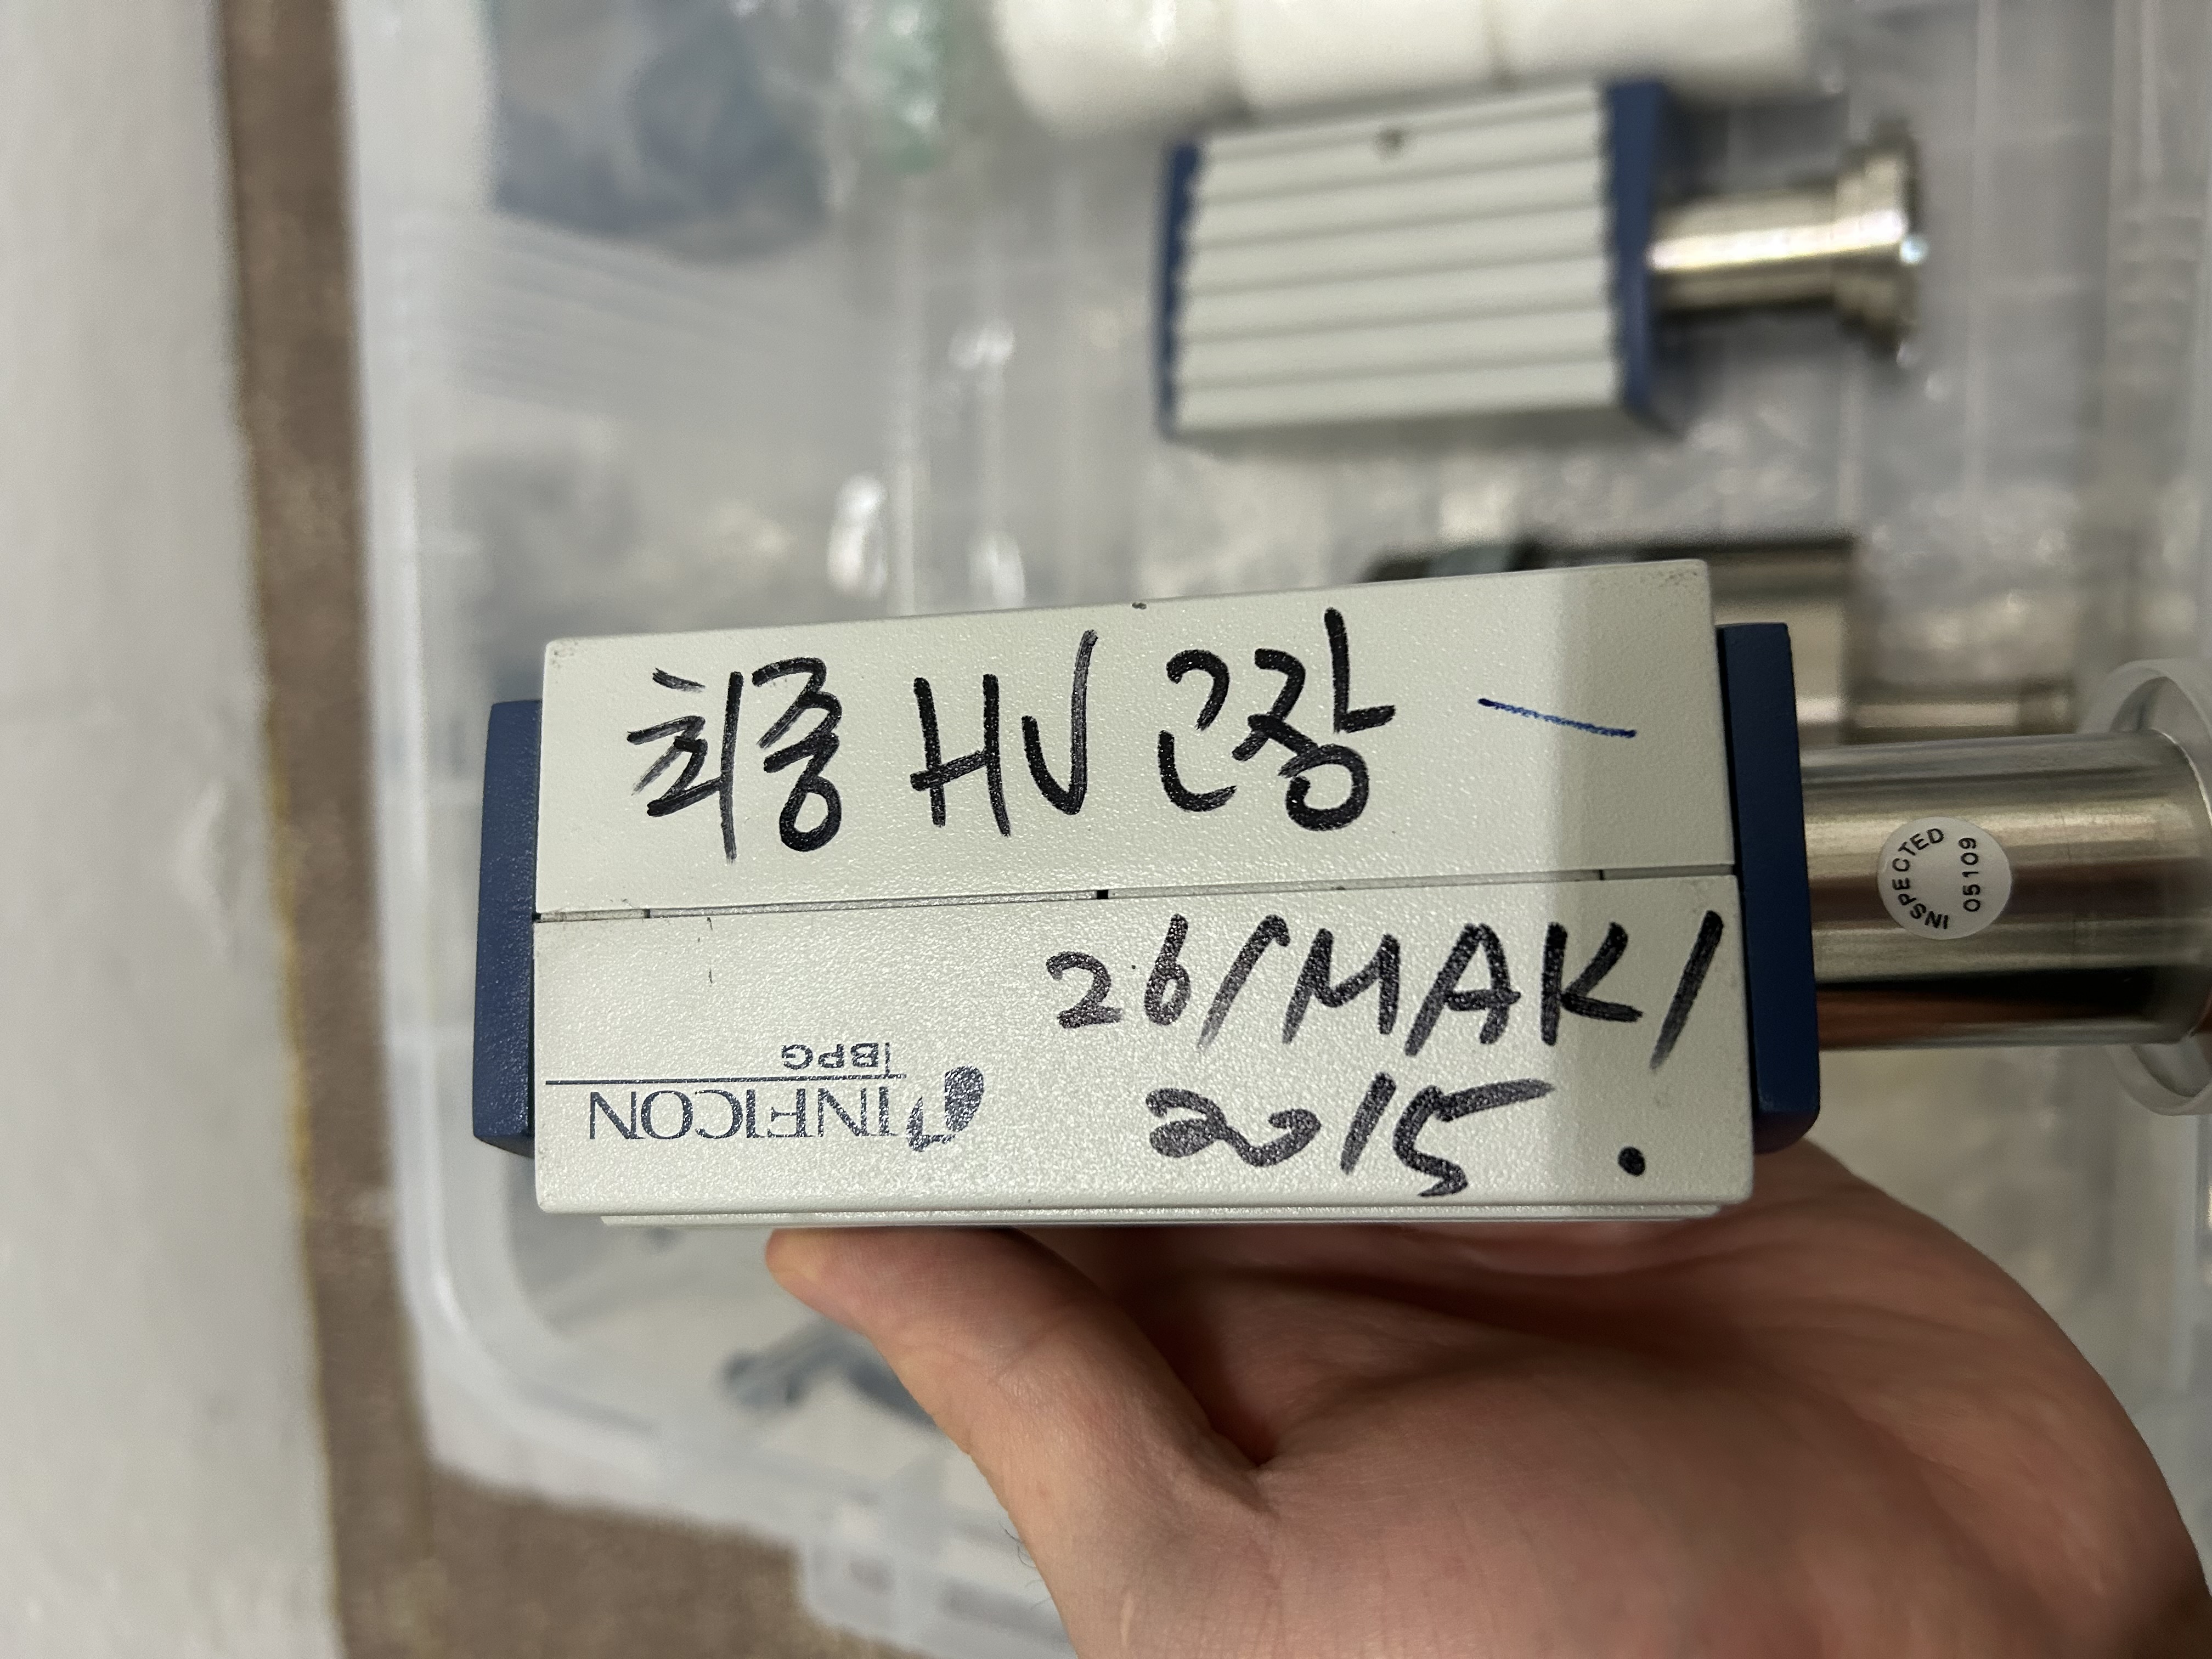 최종 HV 고장
26/MAR/
2015.
INFICON
BPG
INSPECTED
05109